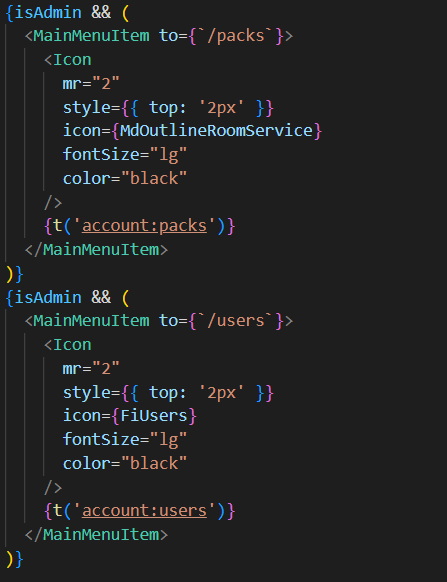 {isAdmin && (
<MainMenuItem to={`/packs`}>
<Icon
mr="2"
style={{ top: '2px' }}
icon={MdOutlineRoomService}
fontSize="lg"
color="black"
/>
{t('account:packs')}
</MainMenuItem>
)}
{isAdmin && (
<MainMenuItem to={`/users`}>
<Icon
mr="2"
style={{ top: '2px' }}
icon={FiUsers}
fontSize="lg"
color="black"
/>
{t('account:users')}
</MainMenuItem>
)}